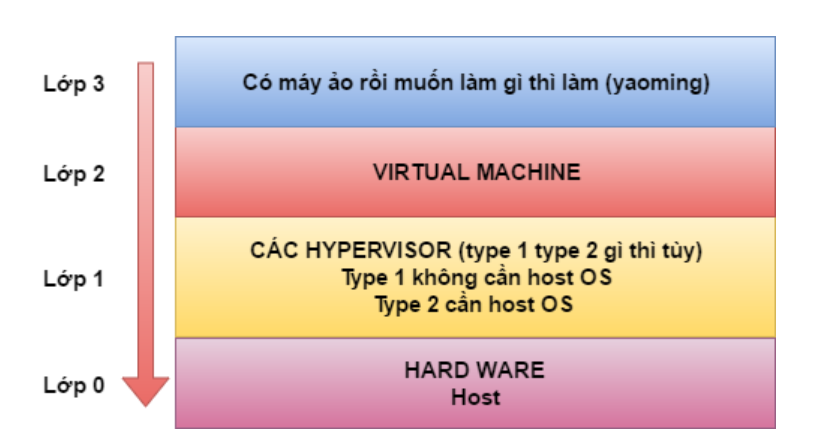 Lớp 3
Có máy ảo rồi muốn làm gì thì làm (yaoming)
Lớp 2
VIRTUAL MACHINE
Lớp 1
CÁC HYPERVISOR (type 1 type 2 gì thì tùy)
Type 1 không cần host OS
Type 2 cần host OS
Lớp 0
HARD WARE
Host